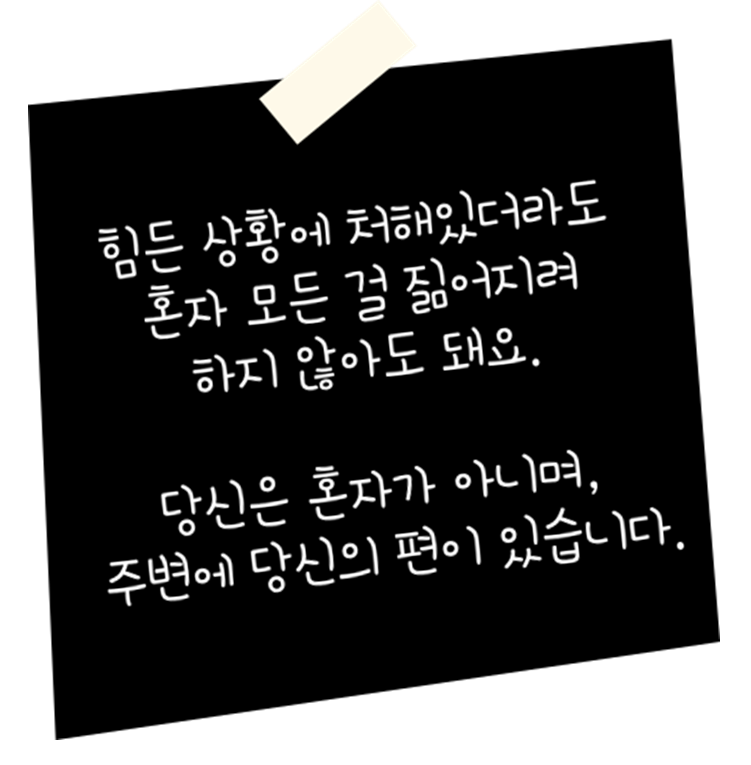 힘든 상황에 처해있더라도
혼자 모든 걸 짊어지려
하지 않아도 돼요.
당신은 혼자가 아니며,
주변에 당신의 편이 있습니다.